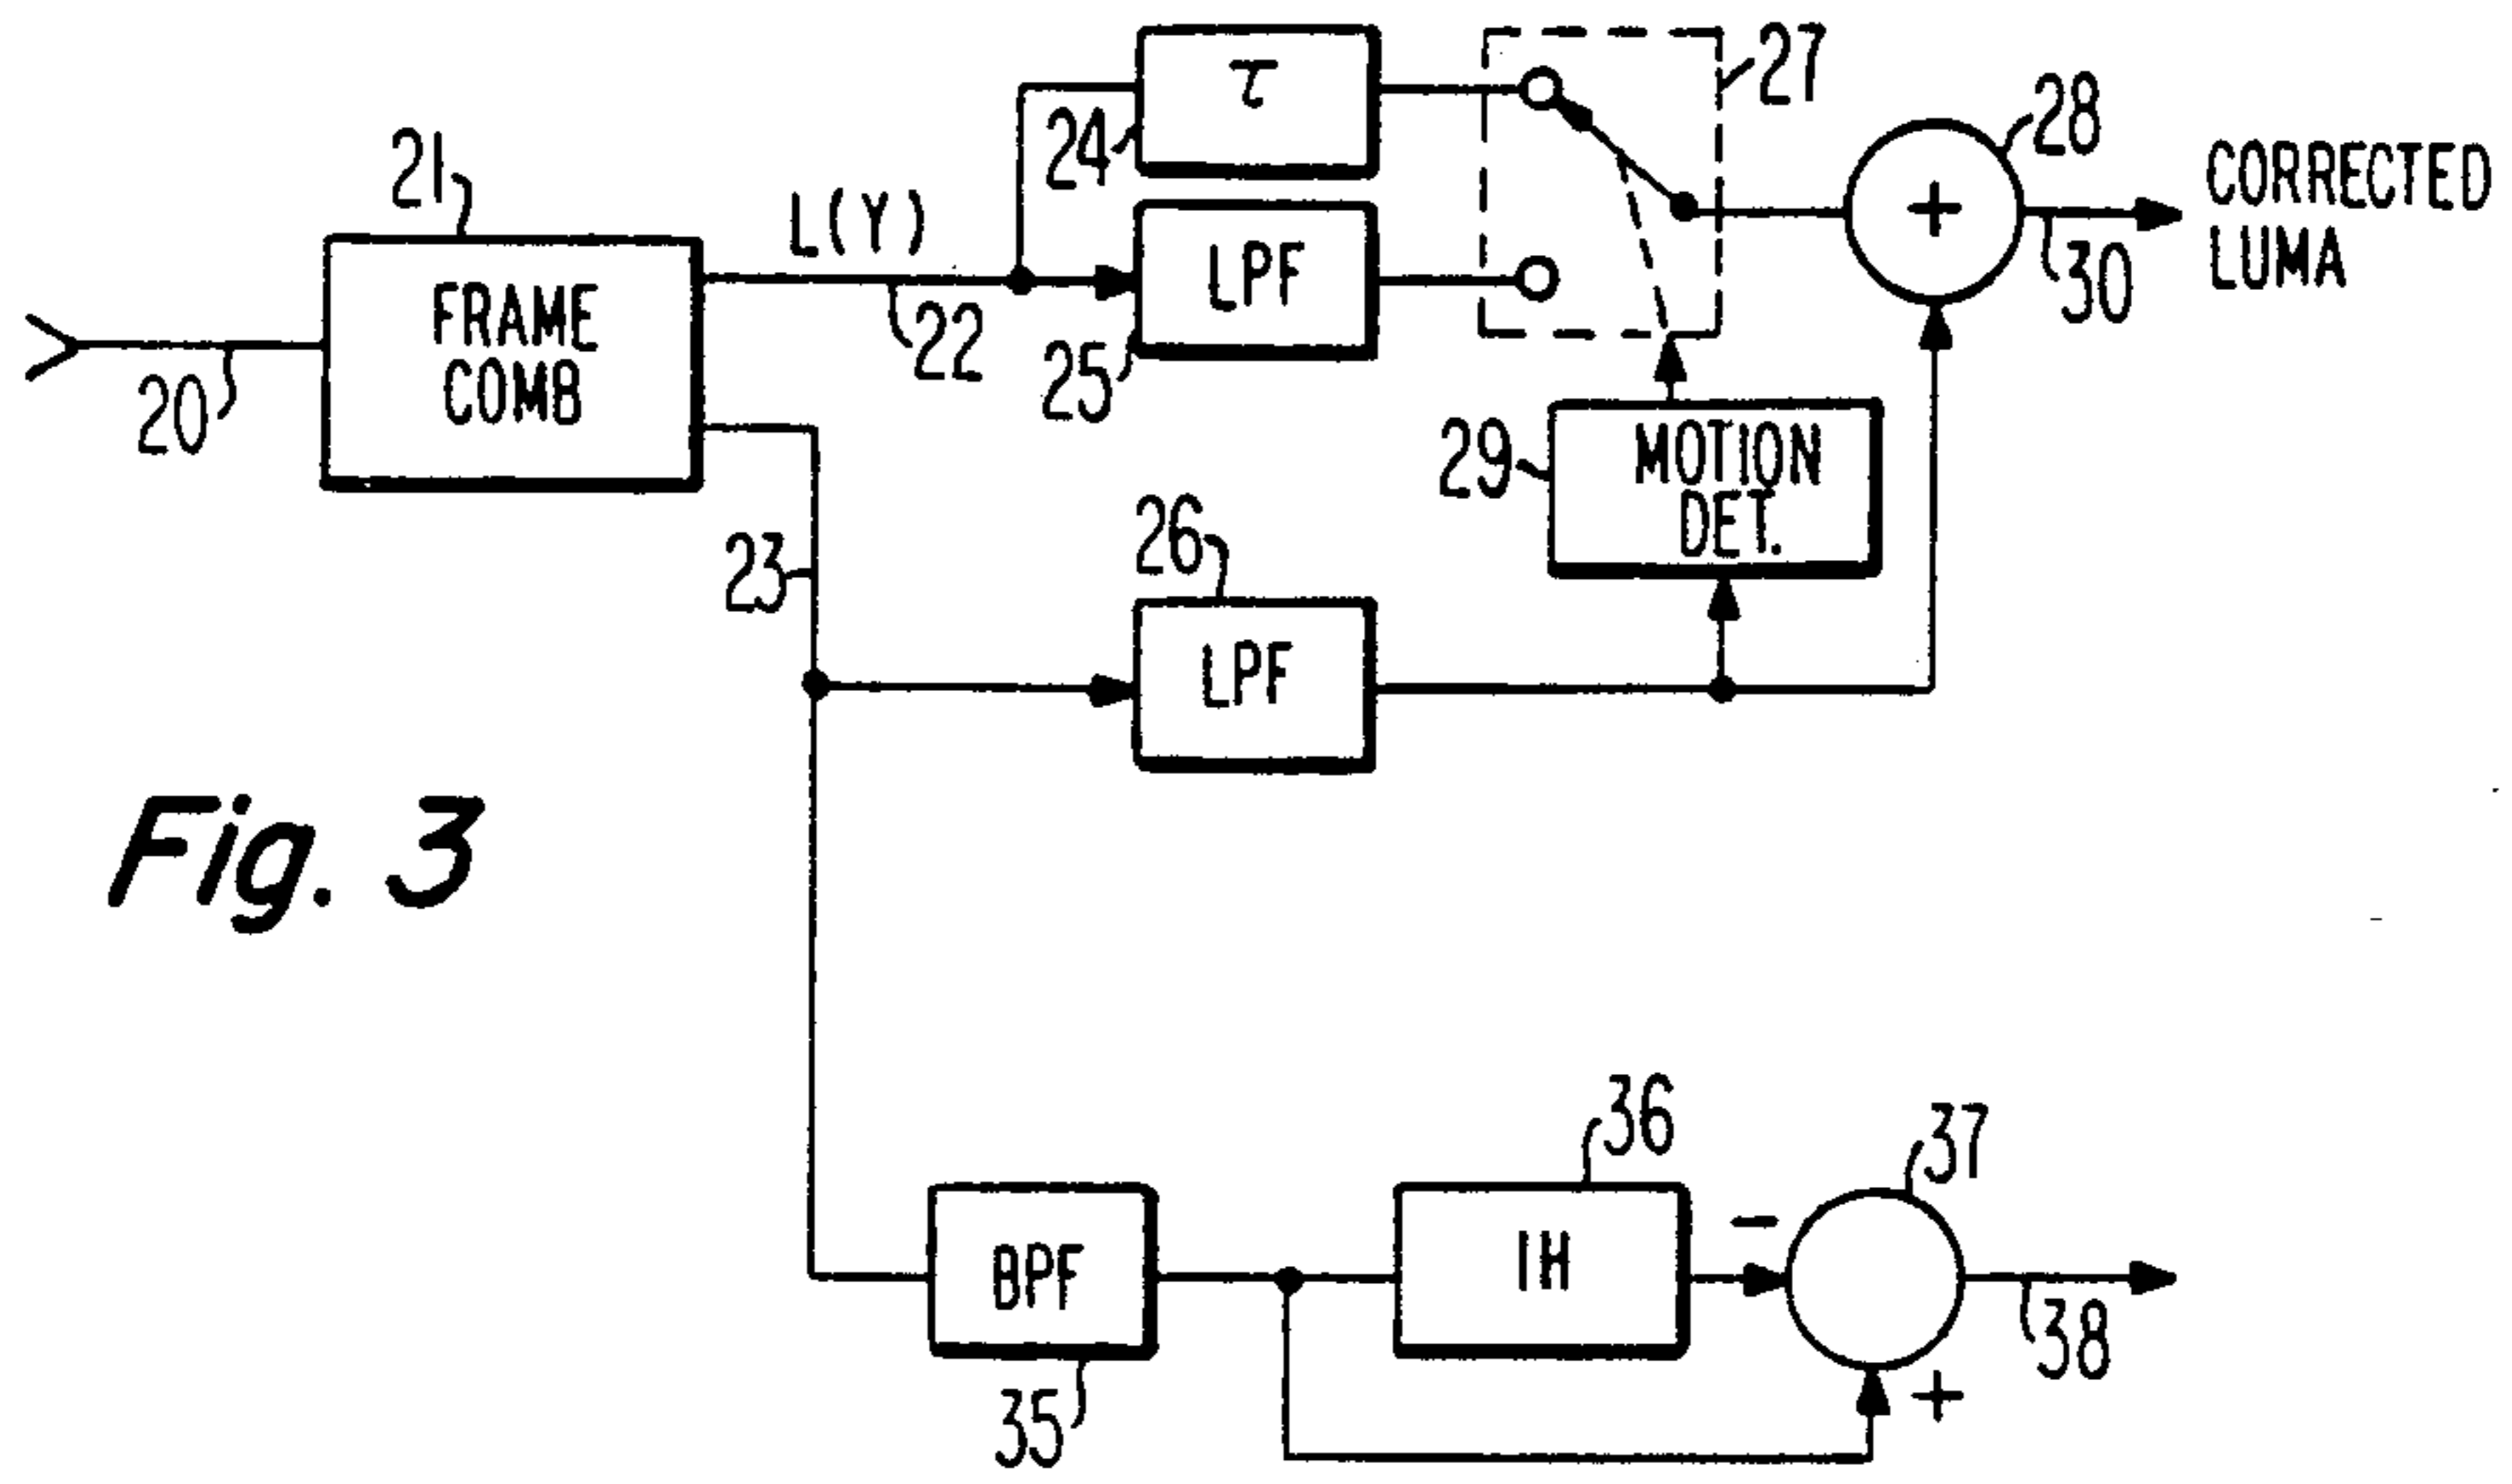 21
20
FRAME
COMB
L(Y)
22
23
24
τ
25
LPF
27
28
CORRECTED
LUMA
30
29
MOTION
DET.
26
LPF
Fig. 3
35
BPF
36
1H
37
-
+
+
38